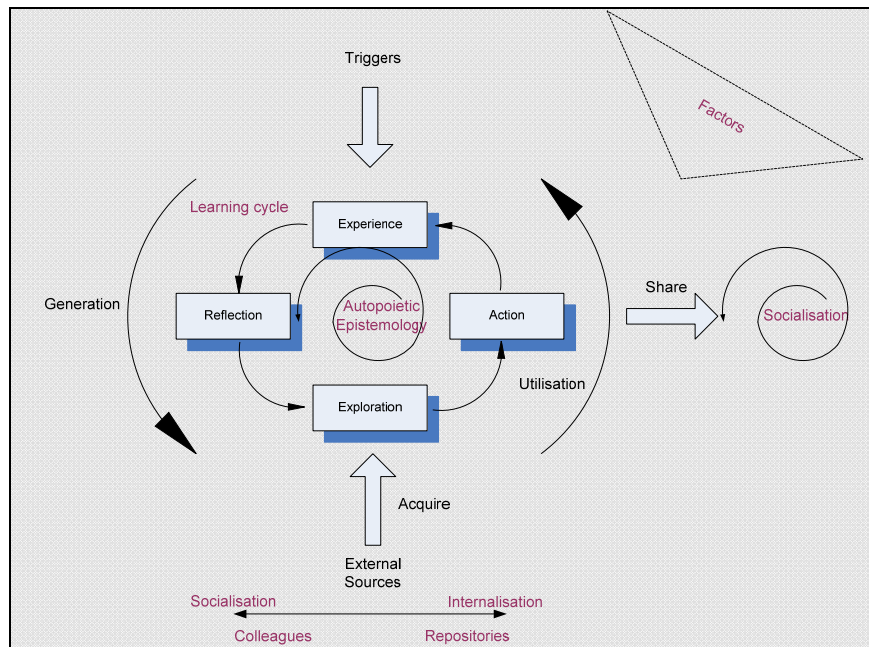 Triggers
Factors
Learning cycle
Experience
Generation
Reflection
Autopoietic
Epistemology
Action
Share
Socialisation
Utilisation
Exploration
Acquire
External
Sources
Socialisation
Internalisation
Colleagues
Repositories